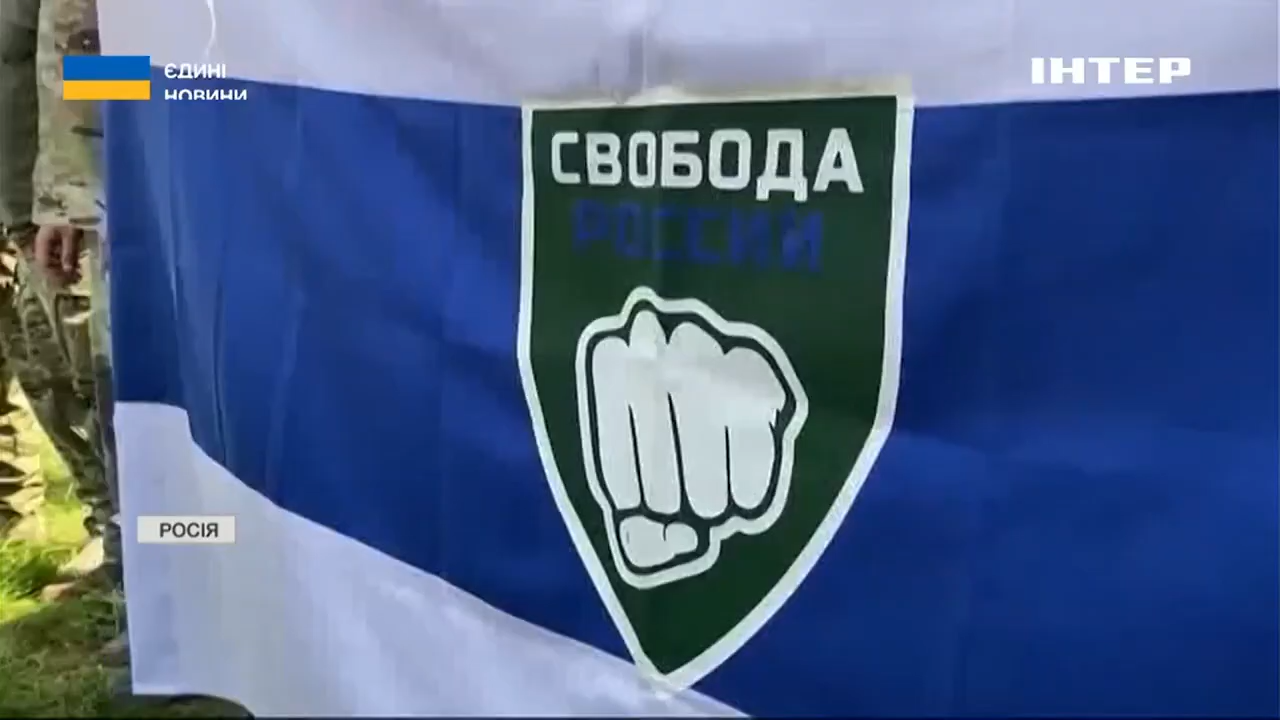 ЄДИНІ
НОВИНИ
ІНТЕР
СВОБОДА
РОССИИ
РОСІЯ